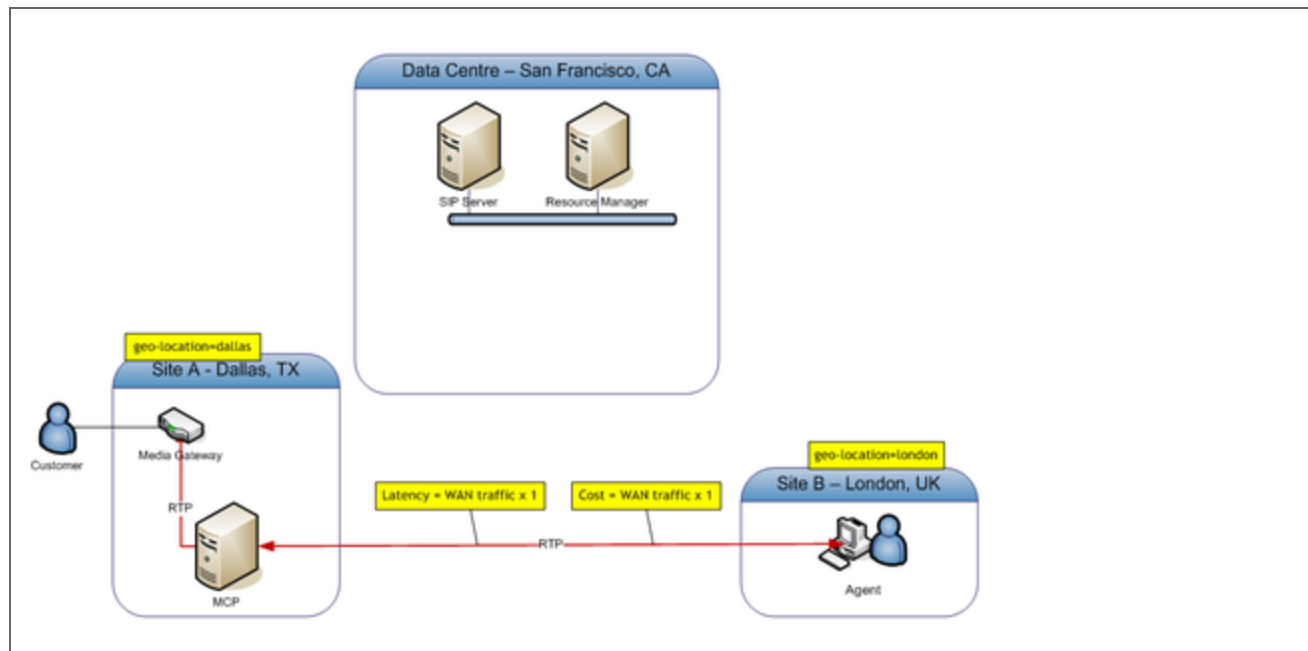 Data Centre – San Francisco, CA
SIP Server
Resource Manager
geo-location=dallas
Site A - Dallas, TX
Customer
Media Gateway
RTP
MCP
Latency = WAN traffic x 1
Cost = WAN traffic x 1
RTP
geo-location=london
Site B – London, UK
Agent